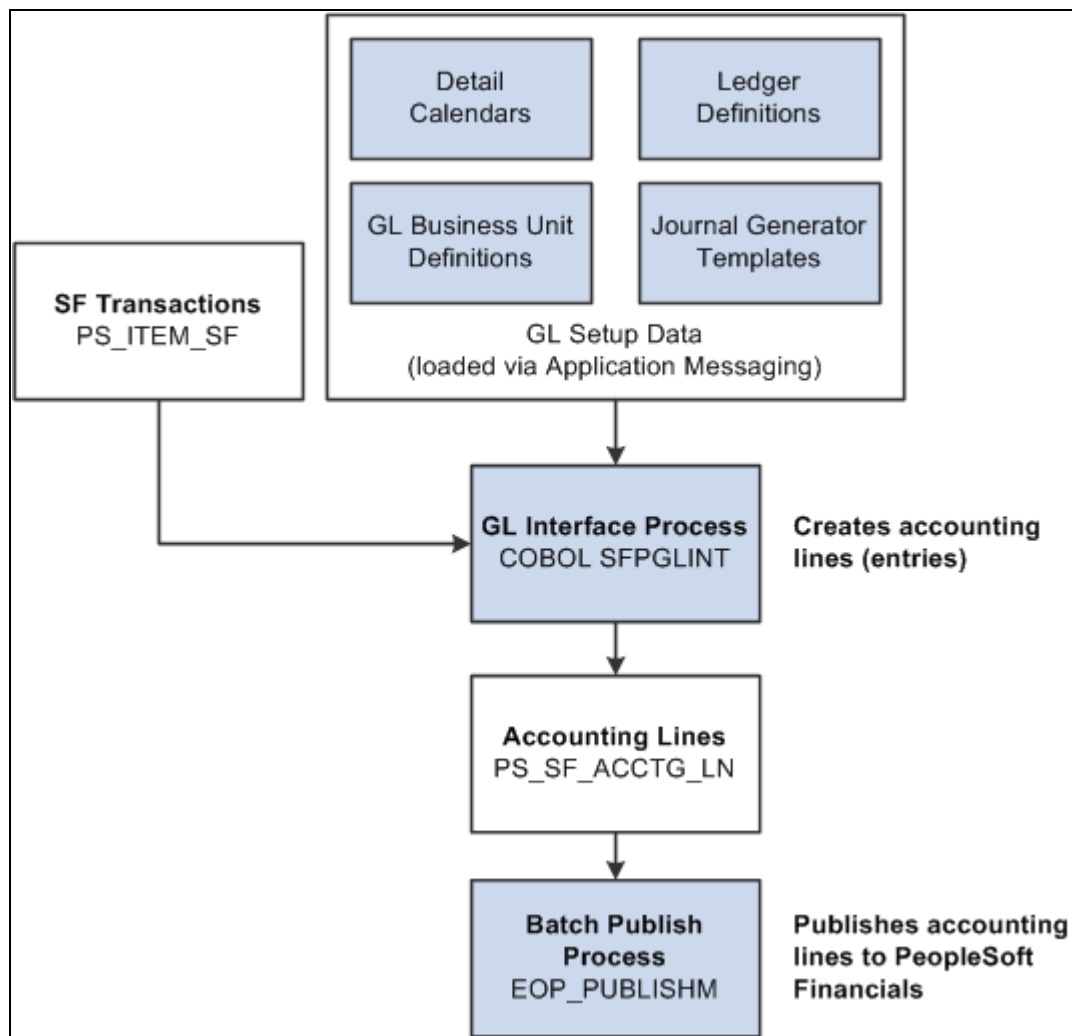 Detail
Calendars
Ledger
Definitions
GL Business Unit
Definitions
Journal Generator
Templates
GL Setup Data
(loaded via Application Messaging)
SF Transactions
PS_ITEM_SF
GL Interface Process
COBOL SFPGLINT
Creates accounting
lines (entries)
Accounting Lines
PS_SF_ACCTG_LN
Batch Publish
Process
EOP_PUBLISHM
Publishes accounting
lines to PeopleSoft
Financials